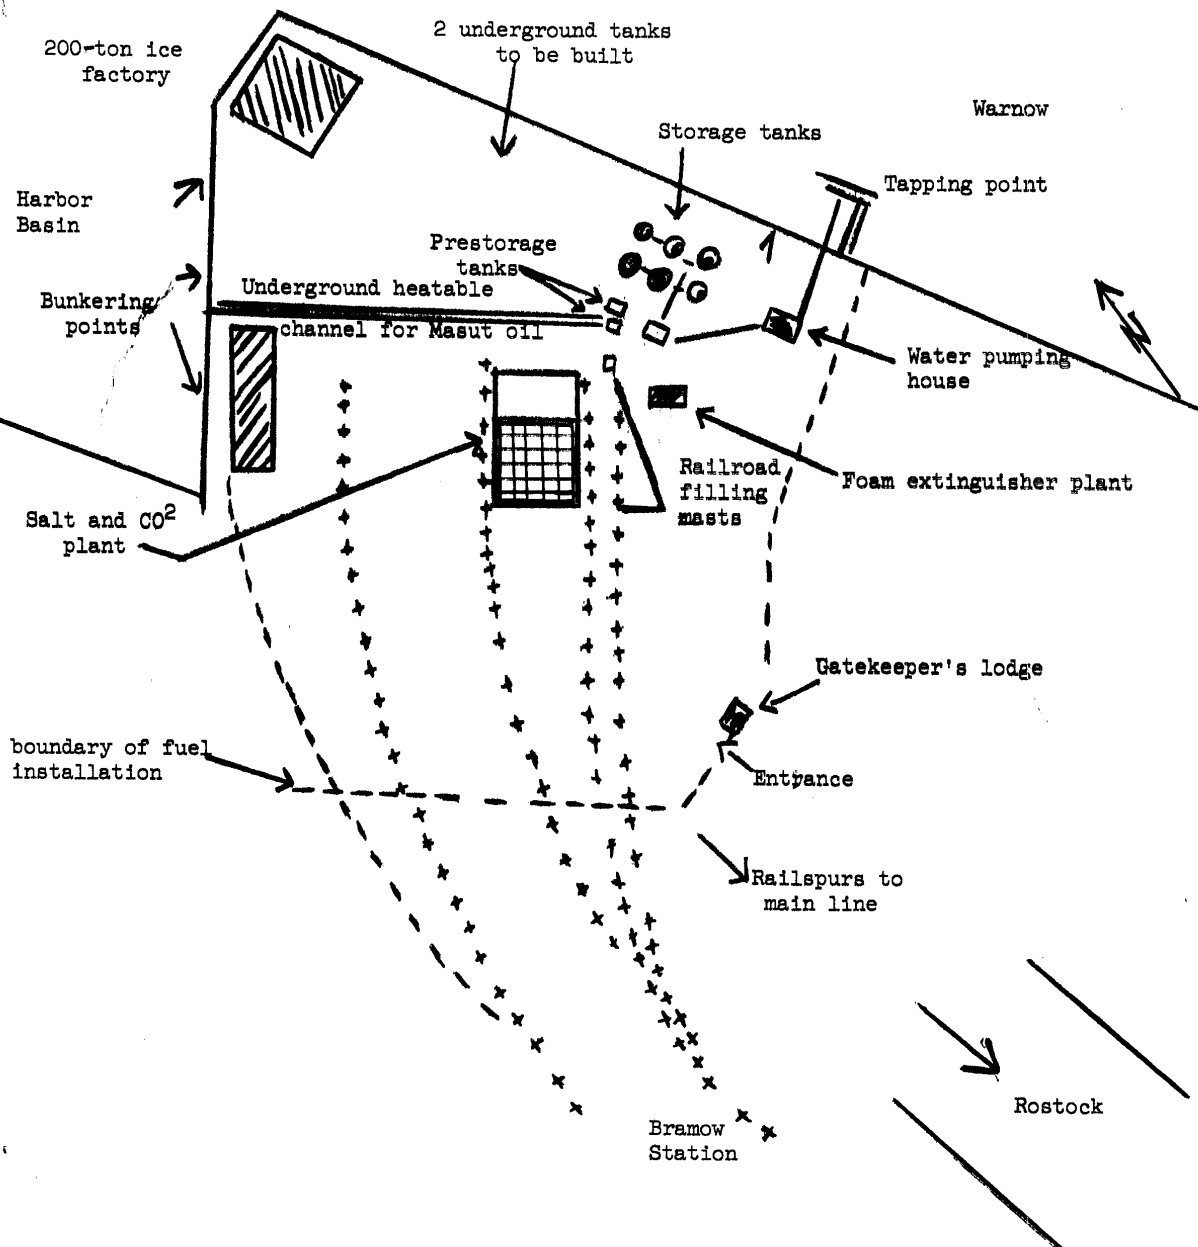 200-ton ice
factory
2 underground tanks
to be built
Warnow
Storage tanks
Tapping point
Harbor
Basin
Prestorage
tanks
Underground heatable
channel for Masut oil
Bunkering
points
Water pumping
house
Foam extinguisher plant
Railroad
filling
masts
Salt and CO2
plant
Gatekeeper's lodge
boundary of fuel
installation
Entrance
Railspurs to
main line
Rostock
Bramow
Station